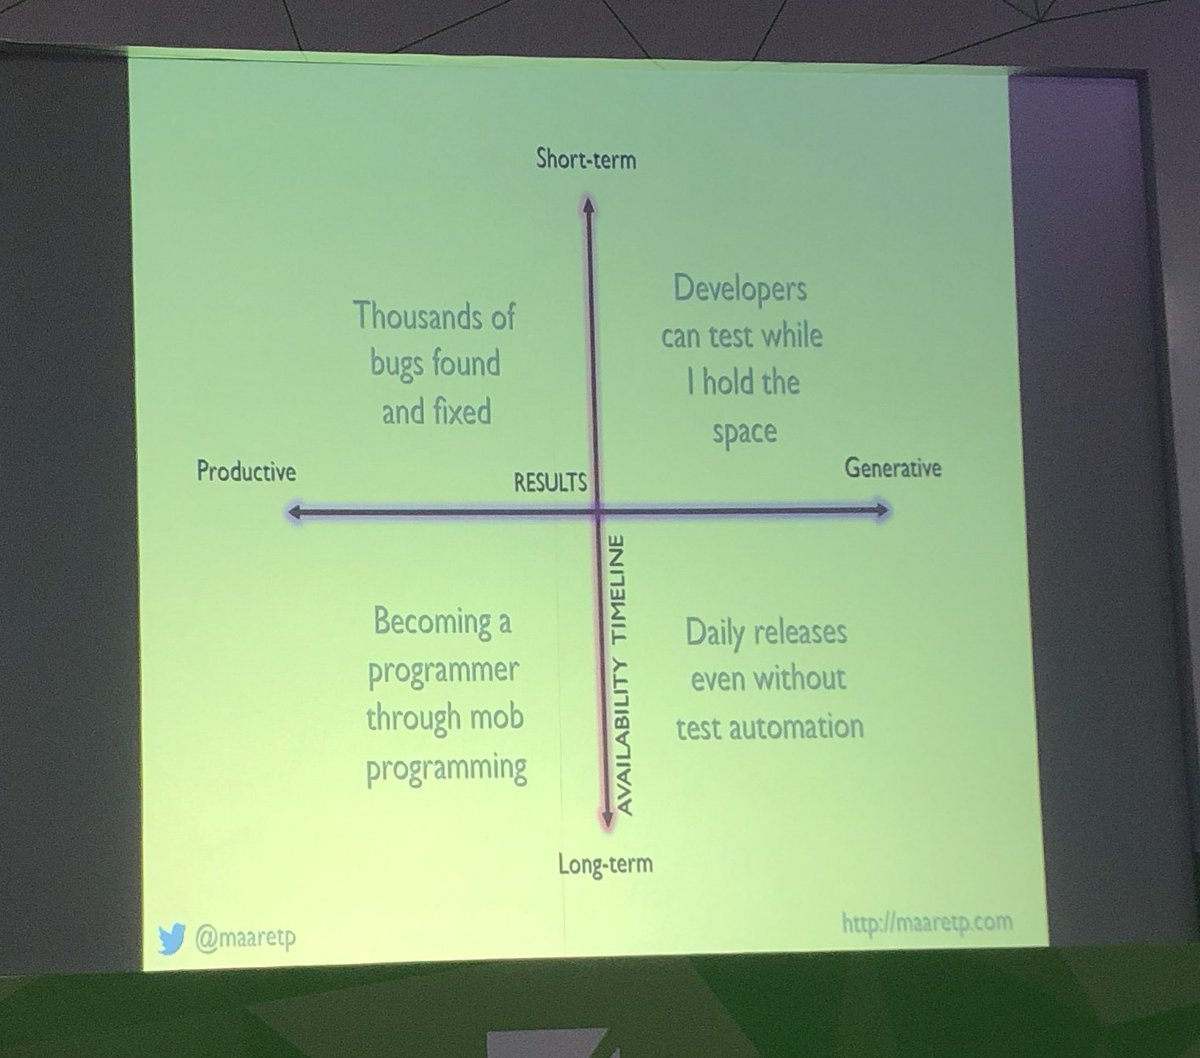 Short-term
Thousands of
bugs found
and fixed
Developers
can test while
I hold the
space
Productive
RESULTS
Generative
AVAILABILITY TIMELINE
Becoming a
programmer
through mob
programming
Daily releases
even without
test automation
Long-term
@maaretp
http://maaretp.com